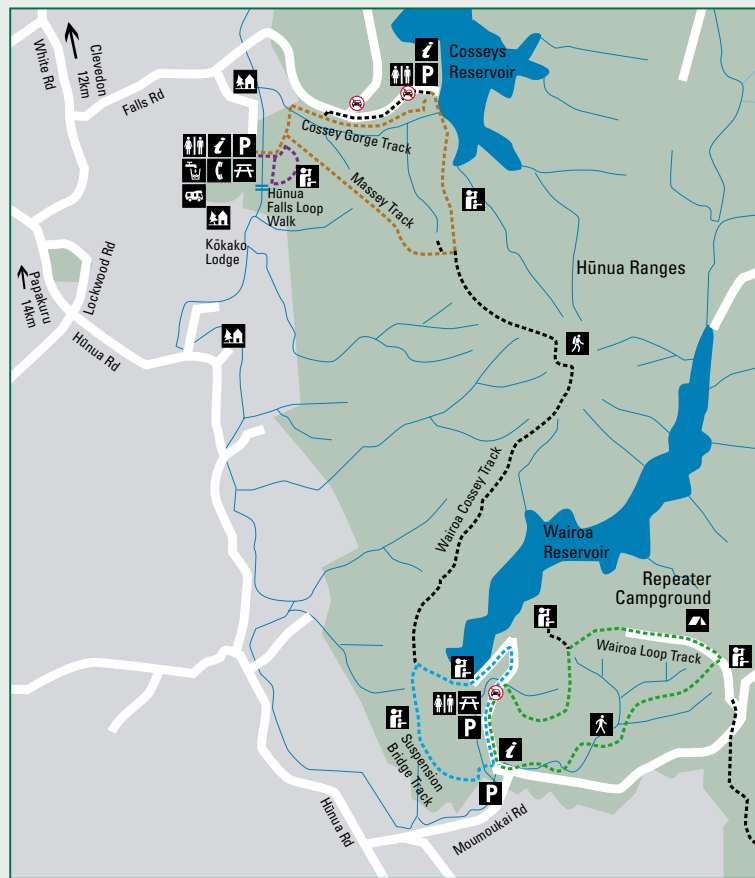 White Rd
Clevedon
12km
Falls Rd
i
P
Cosseys
Reservoir
Cossey Gorge Track
i
P
Massey Track
Hūnua
Falls Loop
Walk
Kōkako
Lodge
Lockwood Rd
Papakuru
14km
Hūnua Rd
Hūnua Ranges
Wairoa Cossey Track
Wairoa
Reservoir
Repeater
Campground
Wairoa Loop Track
P
i
Suspension
Bridge Track
P
Hūnua Rd
Moumoukai Rd